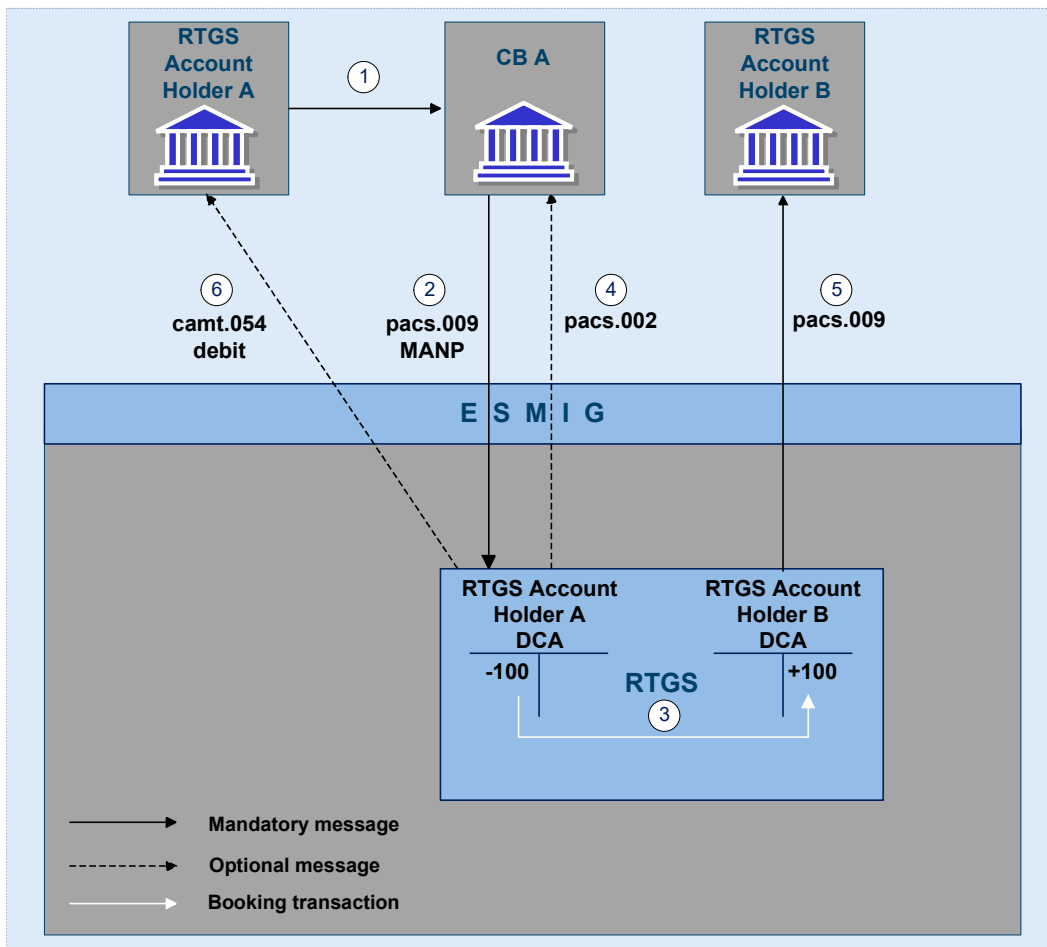 RTGS
Account
Holder A
1
CB A
RTGS
Account
Holder B
6
camt.054
debit
2
pacs.009
MANP
4
pacs.002
5
pacs.009
E S M I G
RTGS Account
Holder A
DCA
-100
RTGS Account
Holder B
DCA
+100
RTGS
3
Mandatory message
Optional message
Booking transaction